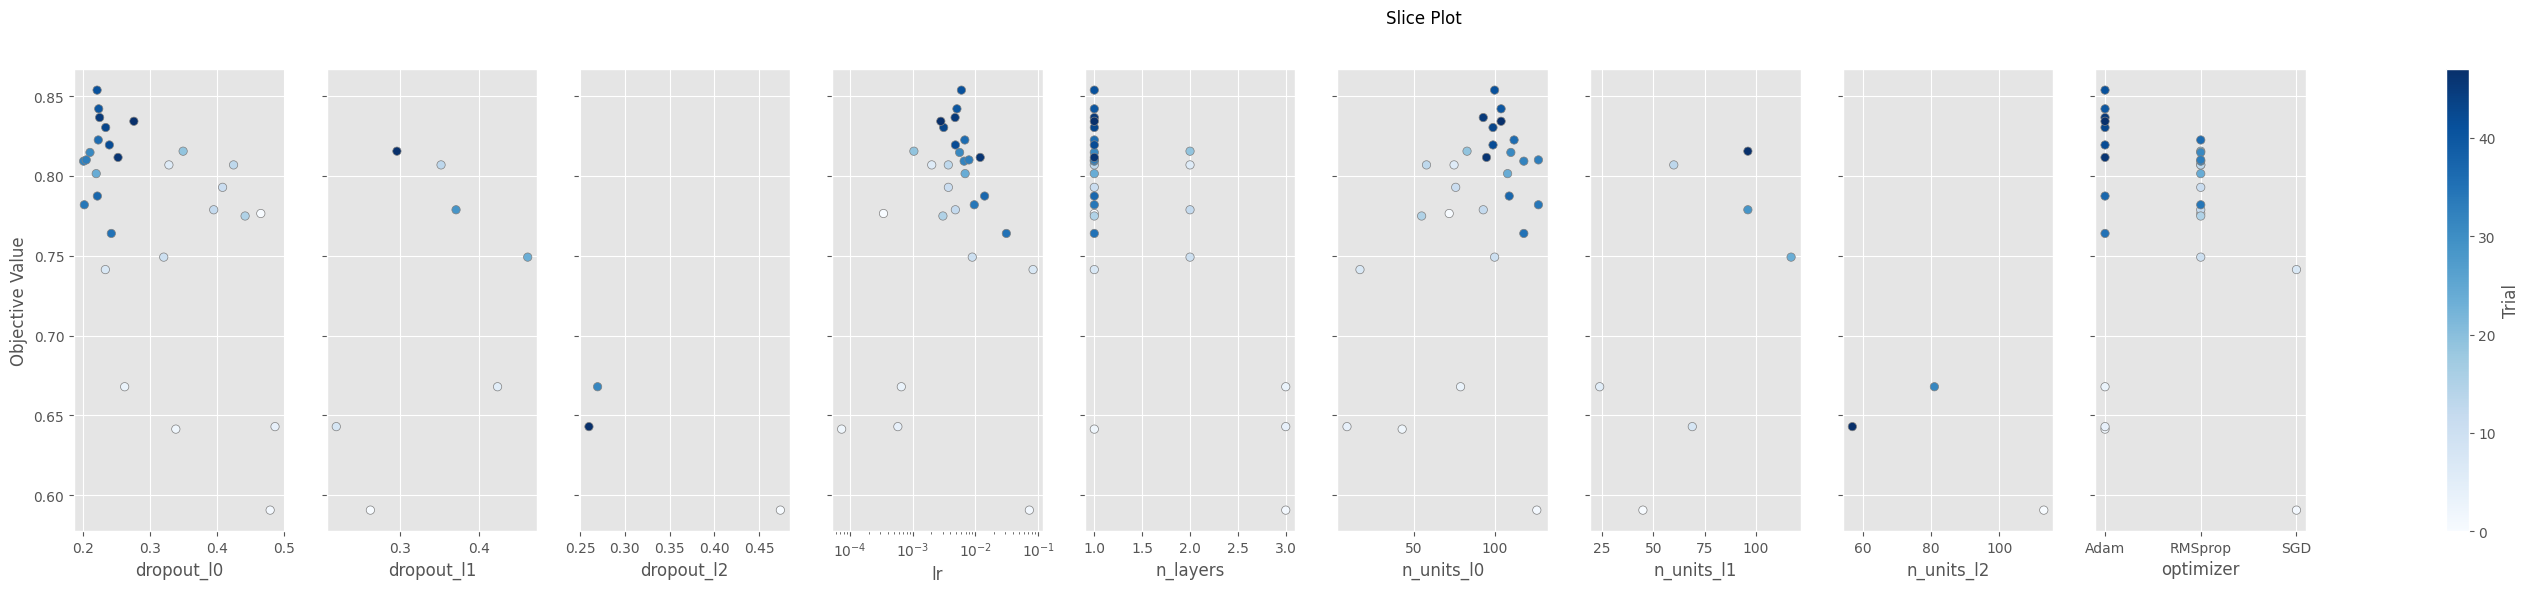 Slice Plot
Objective Value
0.85
0.80
0.75
0.70
0.65
0.60
0.2 0.3 0.4 0.5
dropout_l0
0.3 0.4
dropout_l1
0.25 0.30 0.35 0.40 0.45
dropout_l2
10⁻⁴ 10⁻³ 10⁻² 10⁻¹
lr
1.0 1.5 2.0 2.5 3.0
n_layers
50 100
n_units_l0
25 50 75 100
n_units_l1
60 80 100
n_units_l2
Adam RMSprop SGD
optimizer
40
30
20
10
0
Trial